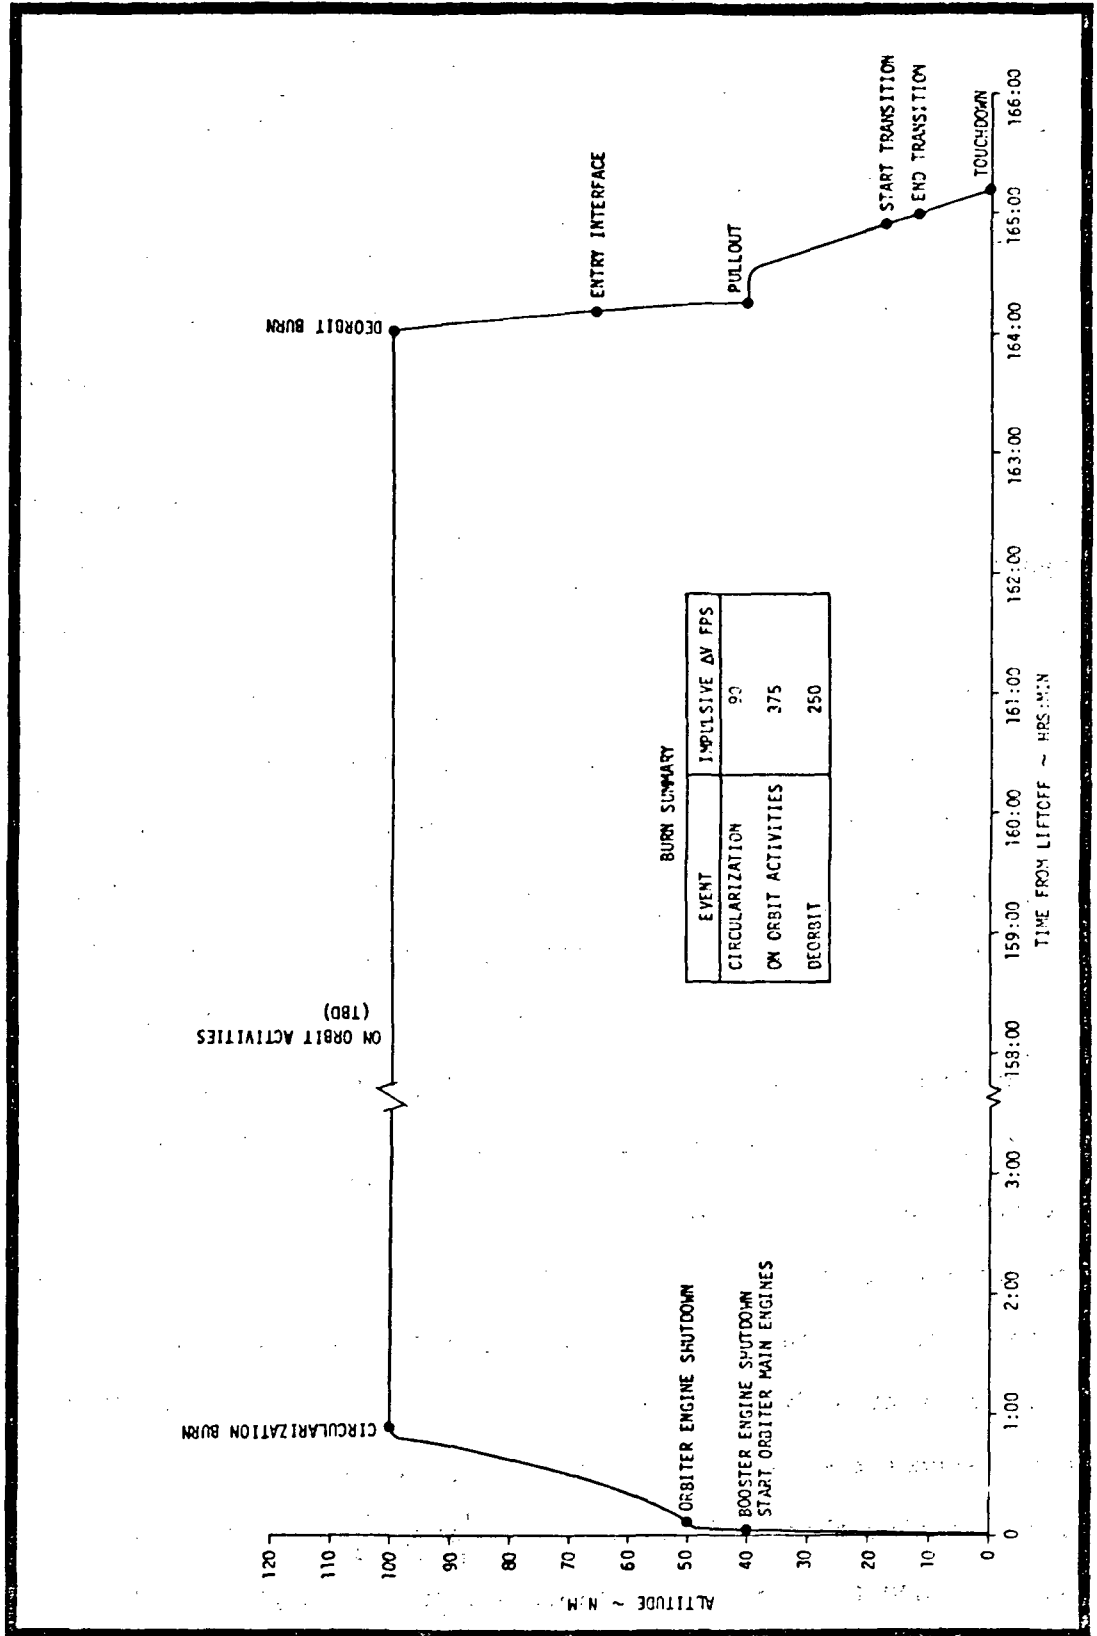 ALTITUDE ~ N.M.
120
100
90
80
70
60
50
40
30
20
10
0
CIRCULARIZATION BURN
ORBITER ENGINE SHUTDOWN
BOOSTER ENGINE SHUTDOWN
START ORBITER MAIN ENGINES
ON ORBIT ACTIVITIES
(TBD)
DEORBIT BURN
ENTRY INTERFACE
PULLOUT
START TRANSITION
END TRANSITION
TOUCHDOWN
BURN SUMMARY
EVENT IMPULSIVE ΔV FPS
CIRCULARIZATION 90
ON ORBIT ACTIVITIES 375
DEORBIT 250
0 1:00 2:00 3:00 158:00 159:00 160:00 161:00 162:00 163:00 164:00 165:00 166:00
TIME FROM LIFTOFF ~ HRS:MIN